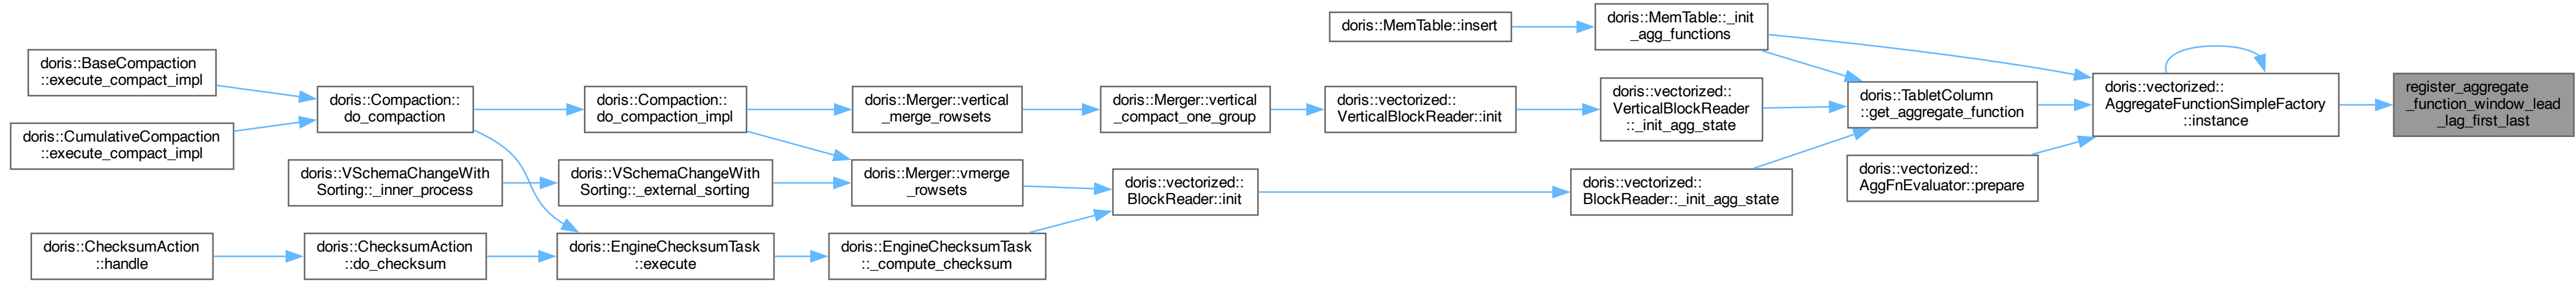 doris::BaseCompaction
::execute_compact_impl
doris::CumulativeCompaction
::execute_compact_impl
doris::Compaction::
do_compaction
doris::Compaction::
do_compaction_impl
doris::VSchemaChangeWith
Sorting::_inner_process
doris::VSchemaChangeWith
Sorting::_external_sorting
doris::ChecksumAction
::handle
doris::ChecksumAction
::do_checksum
doris::EngineChecksumTask
::execute
doris::EngineChecksumTask
::_compute_checksum
doris::Merger::vertical
_merge_rowsets
doris::Merger::vmerge
_rowsets
doris::Merger::vertical
_compact_one_group
doris::vectorized::
BlockReader::init
doris::MemTable::insert
doris::vectorized::
VerticalBlockReader::init
doris::MemTable::_init
_agg_functions
doris::vectorized::
VerticalBlockReader
::_init_agg_state
doris::vectorized::
BlockReader::_init_agg_state
doris::TabletColumn
::get_aggregate_function
doris::vectorized::
AggFnEvaluator::prepare
doris::vectorized::
AggregateFunctionSimpleFactory
::instance
register_aggregate
_function_window_lead
_lag_first_last